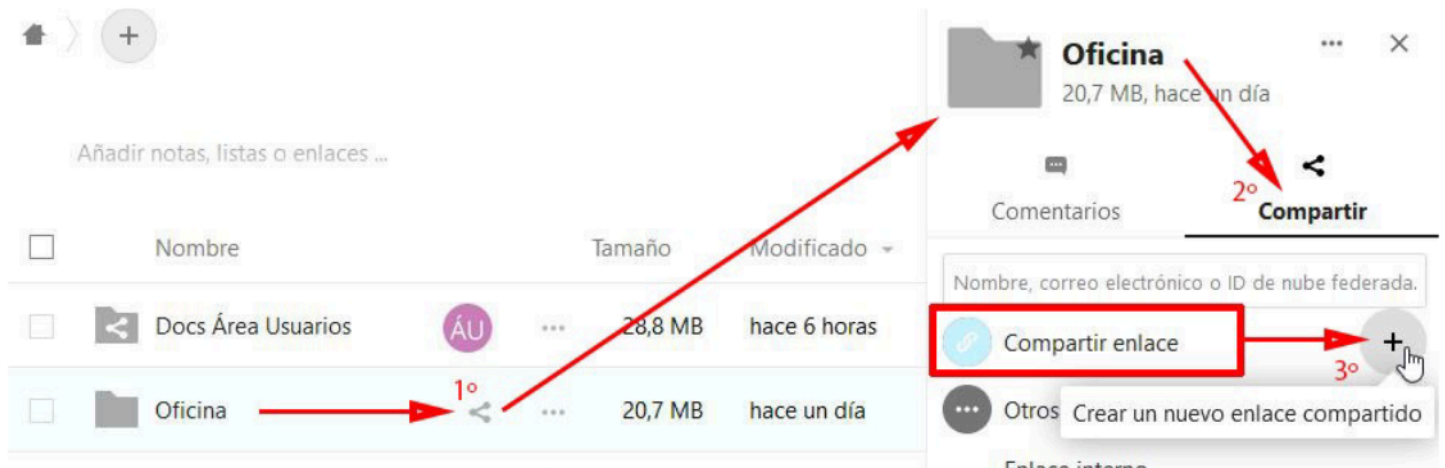 +
Añadir notas, listas o enlaces ...
Nombre Tamaño Modificado
Docs Área Usuarios ÁU ... 28,8 MB hace 6 horas
Oficina 1º ... 20,7 MB hace un día
Oficina ...
20,7 MB, hace un día
Comentarios 2º Compartir
Nombre, correo electrónico o ID de nube federada.
Compartir enlace +
3º
Otros Crear un nuevo enlace compartido
Enlace interno